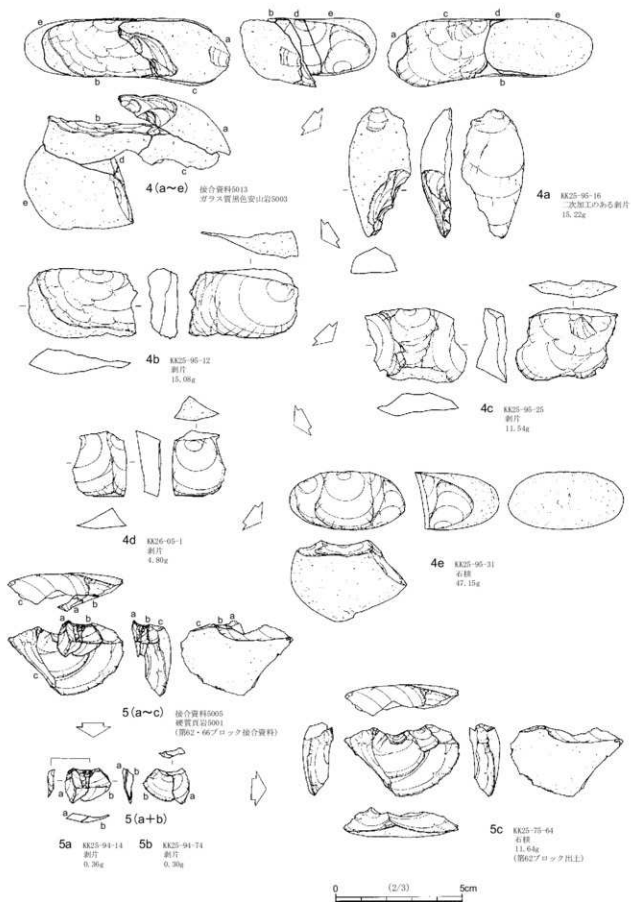 e
a
b
b d e
c d e
a
b
c
b
a
d
c
e
4(a~e) 接合資料5013
ガラス質黒色安山岩5003
4a KK25-95-16
二次加工のある剥片
15.22g
4b KK25-95-12
剥片
15.08g
4c KK25-95-25
剥片
11.54g
4d KK26-05-1
剥片
4.80g
4e KK25-95-31
石核
47.15g
c
a b
a b
c
a b c
c b a
5(a~c) 接合資料5005
硬質頁岩5001
(第62・66ブロック接合資料)
a
b
a
b
b
a
a b
5(a+b)
5a KK25-94-14
剥片
0.36g
5b KK25-94-74
剥片
0.30g
5c KK25-75-64
石核
11.64g
(第62ブロック出土)
0 (2/3) 5cm